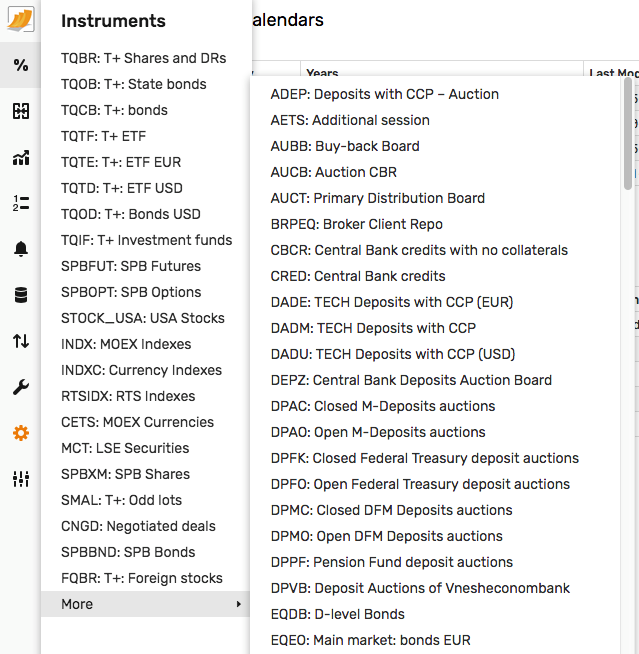 Instruments
TQBR: T+ Shares and DRs
TQOB: T+: State bonds
TQCB: T+: bonds
TQTF: T+ ETF
TQTE: T+: ETF EUR
TQTD: T+: ETF USD
TQOD: T+: Bonds USD
TQIF: T+ Investment funds
SPBFUT: SPB Futures
SPBOPT: SPB Options
STOCK_USA: USA Stocks
INDX: MOEX Indexes
INDXC: Currency Indexes
RTSIDX: RTS Indexes
CETS: MOEX Currencies
MCT: LSE Securities
SPBXM: SPB Shares
SMAL: T+: Odd lots
CNGD: Negotiated deals
SPBBND: SPB Bonds
FQBR: T+: Foreign stocks
More
alendars
Years
Last Moc
ADEP: Deposits with CCP – Auction
AETS: Additional session
AUBB: Buy-back Board
AUCB: Auction CBR
AUCT: Primary Distribution Board
BRPEQ: Broker Client Repo
CBCR: Central Bank credits with no collaterals
CRED: Central Bank credits
DADE: TECH Deposits with CCP (EUR)
DADM: TECH Deposits with CCP
DADU: TECH Deposits with CCP (USD)
DEPZ: Central Bank Deposits Auction Board
DPAC: Closed M-Deposits auctions
DPAO: Open M-Deposits auctions
DPFK: Closed Federal Treasury deposit auctions
DPFO: Open Federal Treasury deposit auctions
DPMC: Closed DFM Deposits auctions
DPMO: Open DFM Deposits auctions
DPPF: Pension Fund deposit auctions
DPVB: Deposit Auctions of Vnesheconombank
EQDB: D-level Bonds
EQEO: Main market: bonds EUR